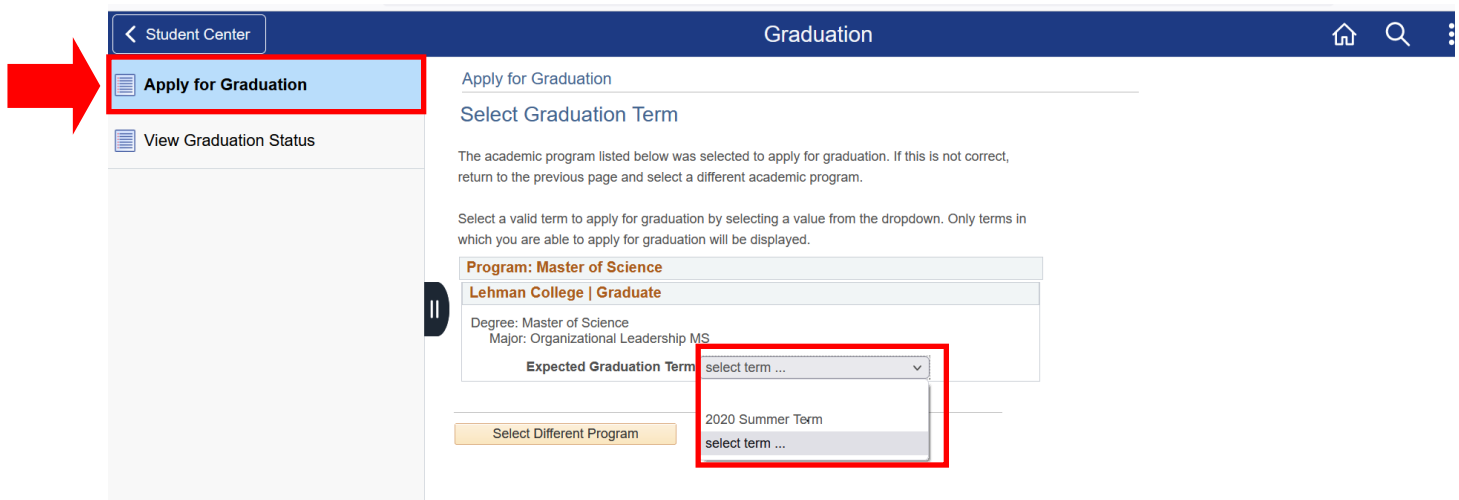 Student Center
Graduation
Apply for Graduation
View Graduation Status
Apply for Graduation
Select Graduation Term
The academic program listed below was selected to apply for graduation. If this is not correct,
return to the previous page and select a different academic program.
Select a valid term to apply for graduation by selecting a value from the dropdown. Only terms in
which you are able to apply for graduation will be displayed.
Program: Master of Science
Lehman College | Graduate
Degree: Master of Science
Major: Organizational Leadership MS
Expected Graduation Term select term ...
2020 Summer Term
select term ...
Select Different Program